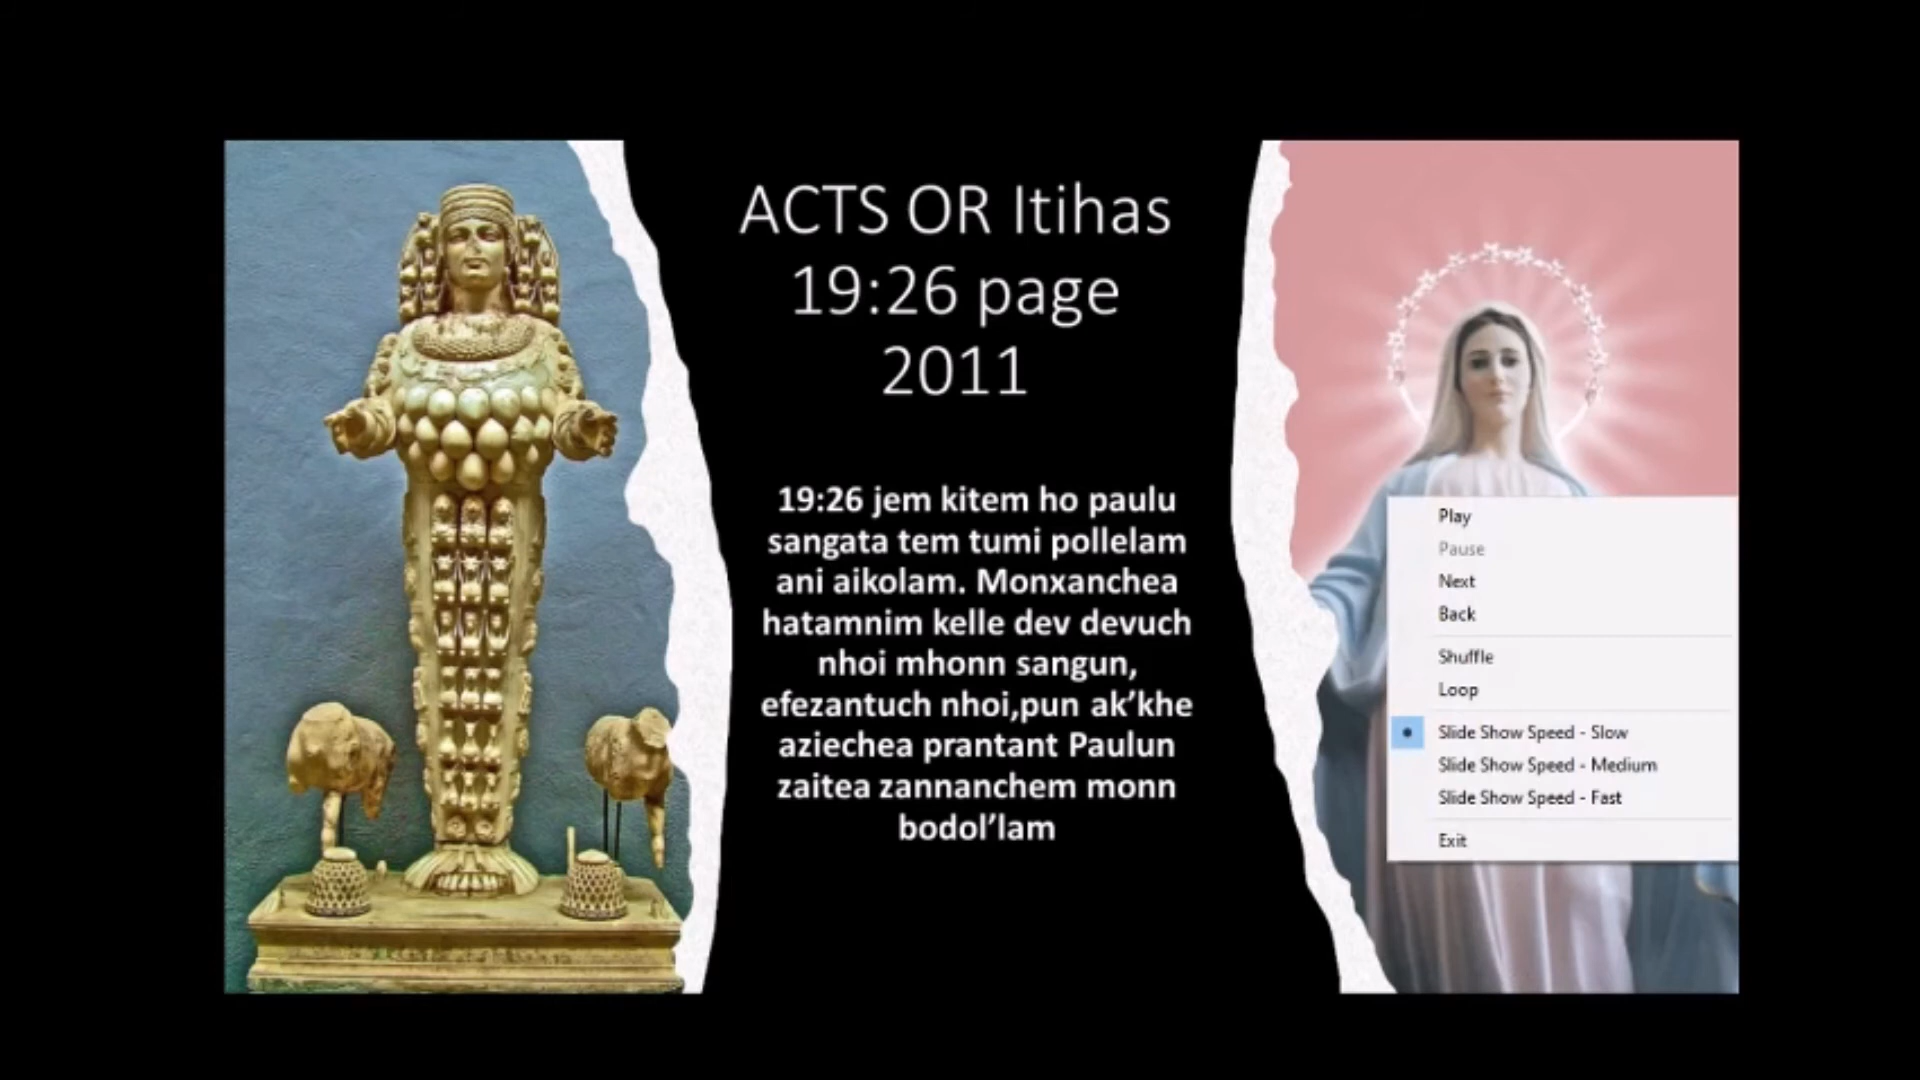 ACTS OR Itihas
19:26 page
2011
19:26 jem kitem ho paulu
sangata tem tumi pollelam
ani aikolam. Monxanchea
hatamnim kelle dev devuch
nhoi mhonn sangun,
efezantuch nhoi,pun ak’khe
aziechea prantant Paulun
zaitea zannanchem monn
bodol’lam
Play
Pause
Next
Back
Shuffle
Loop
Slide Show Speed - Slow
Slide Show Speed - Medium
Slide Show Speed - Fast
Exit